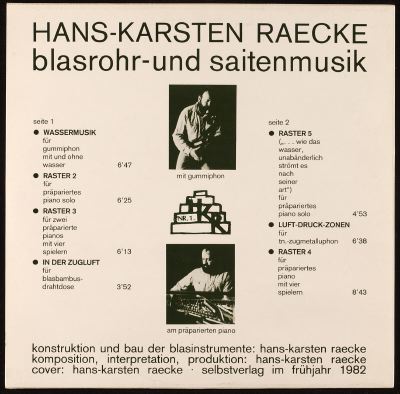 HANS-KARSTEN RAECKE
blasrohr-und saitenmusik
seite 1
WASSERMUSIK
für
gummiphon
mit und ohne
wasser 6'47
RASTER 2
für
präpariertes
piano solo 6'25
RASTER 3
für zwei
präparierte
pianos
mit vier
spielern 6'13
IN DER ZUGLUFT
für
blasbambus-
drahtdose 3'52
mit gummiphon
NR. 1
HKR
am präparierten piano
seite 2
RASTER 5
(„... wie das
wasser,
unabänderlich
strömt es
nach
seiner
art")
für
präpariertes
piano solo 4'53
LUFT-DRUCK-ZONEN
für
tn.-zugmetalluphon 6'38
RASTER 4
für
präpariertes
piano
mit vier
spielern 8'43
konstruktion und bau der blasinstrumente: hans-karsten raecke
komposition, interpretation, produktion: hans-karsten raecke
cover: hans-karsten raecke · selbstverlag im frühjahr 1982